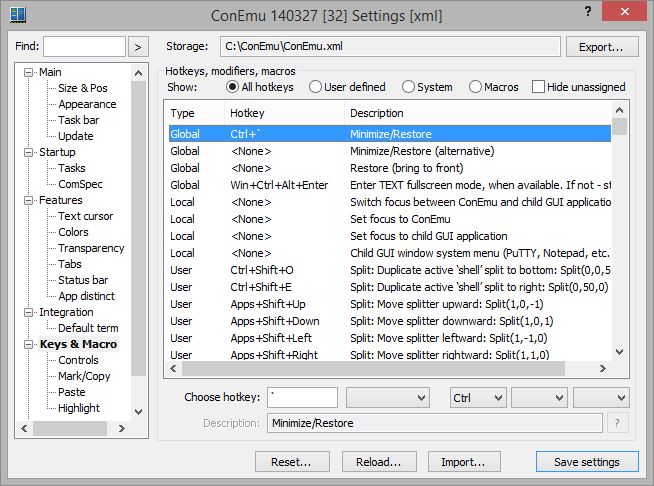 ConEmu 140327 [32] Settings [xml]
Find:
>
Storage:
C:\ConEmu\ConEmu.xml
Export...
Main
Size & Pos
Appearance
Task bar
Update
Startup
Tasks
ComSpec
Features
Text cursor
Colors
Transparency
Tabs
Status bar
App distinct
Integration
Default term
Keys & Macro
Controls
Mark/Copy
Paste
Highlight
Hotkeys, modifiers, macros
Show: All hotkeys User defined System Macros Hide unassigned
Type Hotkey Description
Global Ctrl+` Minimize/Restore
Global <None> Minimize/Restore (alternative)
Global <None> Restore (bring to front)
Global Win+Ctrl+Alt+Enter Enter TEXT fullscreen mode, when available. If not - st
Local <None> Switch focus between ConEmu and child GUI application
Local <None> Set focus to ConEmu
Local <None> Set focus to child GUI application
Local <None> Child GUI window system menu (PuTTY, Notepad, etc.)
User Ctrl+Shift+O Split: Duplicate active 'shell' split to bottom: Split(0,0,5
User Ctrl+Shift+E Split: Duplicate active 'shell' split to right: Split(0,50,0)
User Apps+Shift+Up Split: Move splitter upward: Split(1,0,-1)
User Apps+Shift+Down Split: Move splitter downward: Split(1,0,1)
User Apps+Shift+Left Split: Move splitter leftward: Split(1,-1,0)
User Apps+Shift+Right Split: Move splitter rightward: Split(1,1,0)
Choose hotkey: ` Ctrl
Description: Minimize/Restore ?
Reset... Reload... Import... Save settings